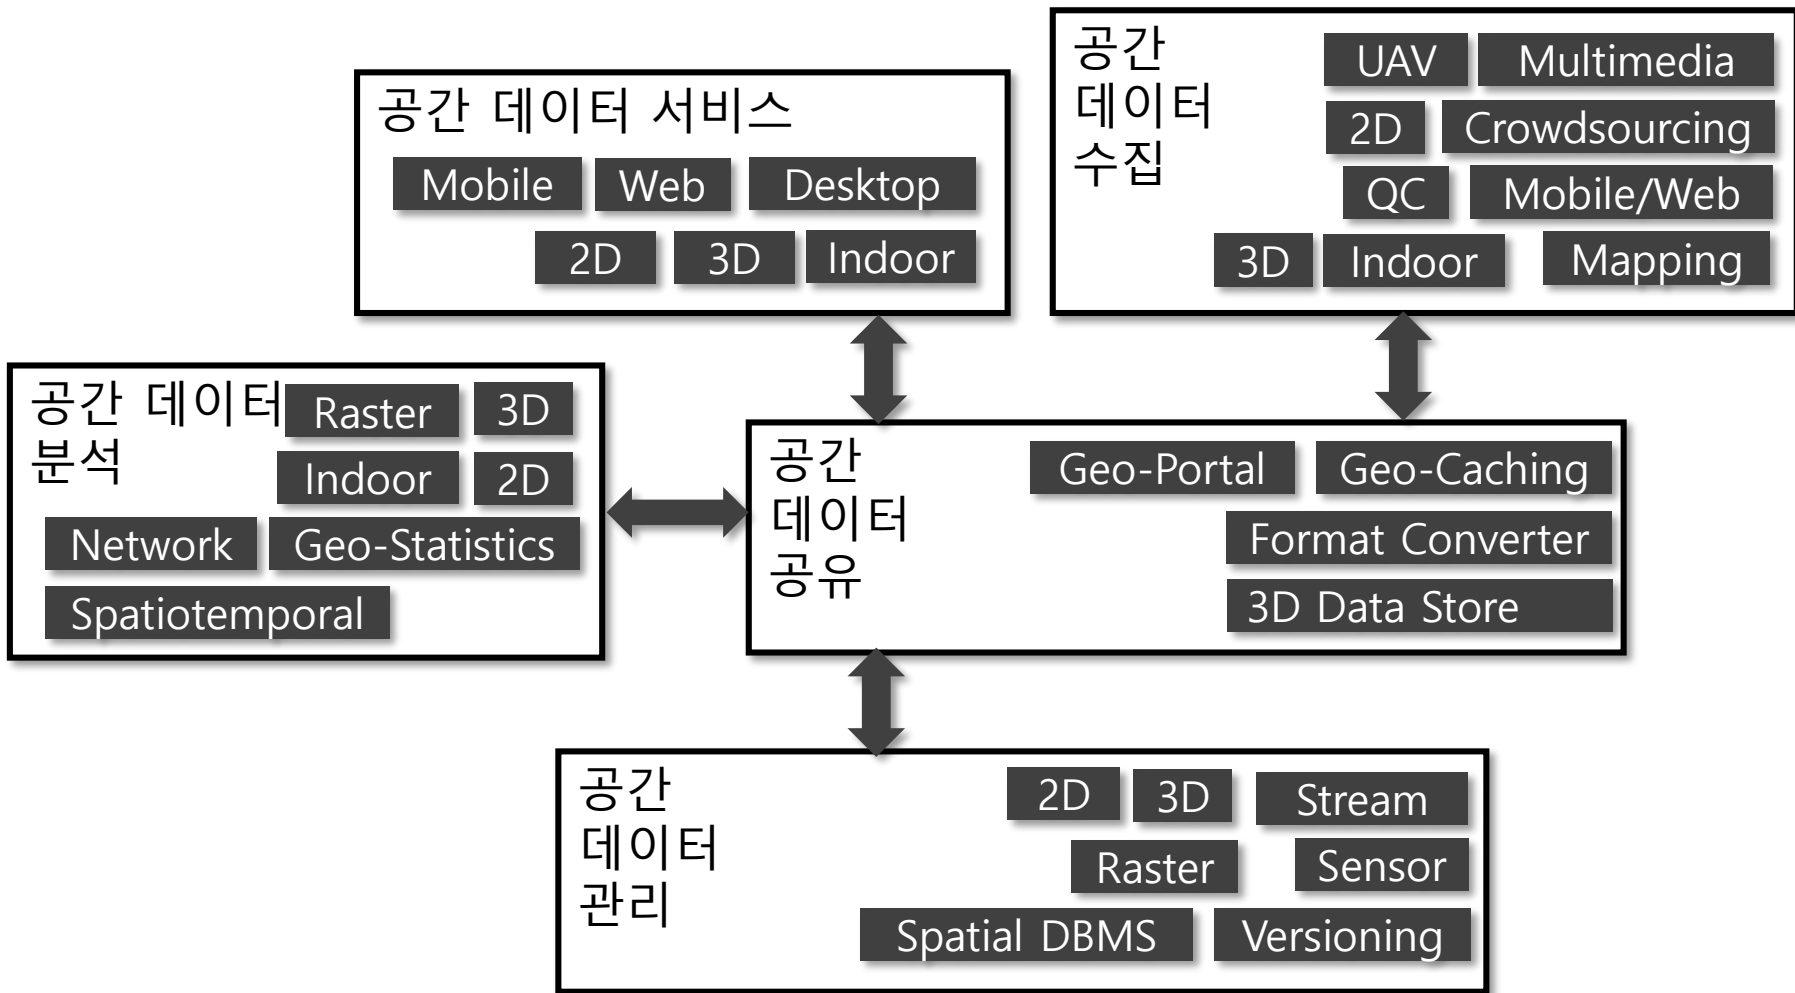 공간 데이터 서비스
Mobile Web Desktop
2D 3D Indoor
공간
데이터
수집
UAV Multimedia
2D Crowdsourcing
QC Mobile/Web
3D Indoor Mapping
공간 데이터
분석
Raster 3D
Indoor 2D
Network Geo-Statistics
Spatiotemporal
공간
데이터
공유
Geo-Portal Geo-Caching
Format Converter
3D Data Store
공간
데이터
관리
2D 3D Stream
Raster Sensor
Spatial DBMS Versioning